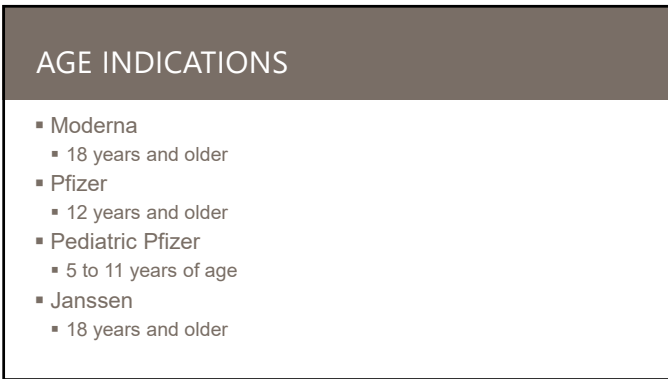 AGE INDICATIONS
▪ Moderna
▪ 18 years and older
▪ Pfizer
▪ 12 years and older
▪ Pediatric Pfizer
▪ 5 to 11 years of age
▪ Janssen
▪ 18 years and older